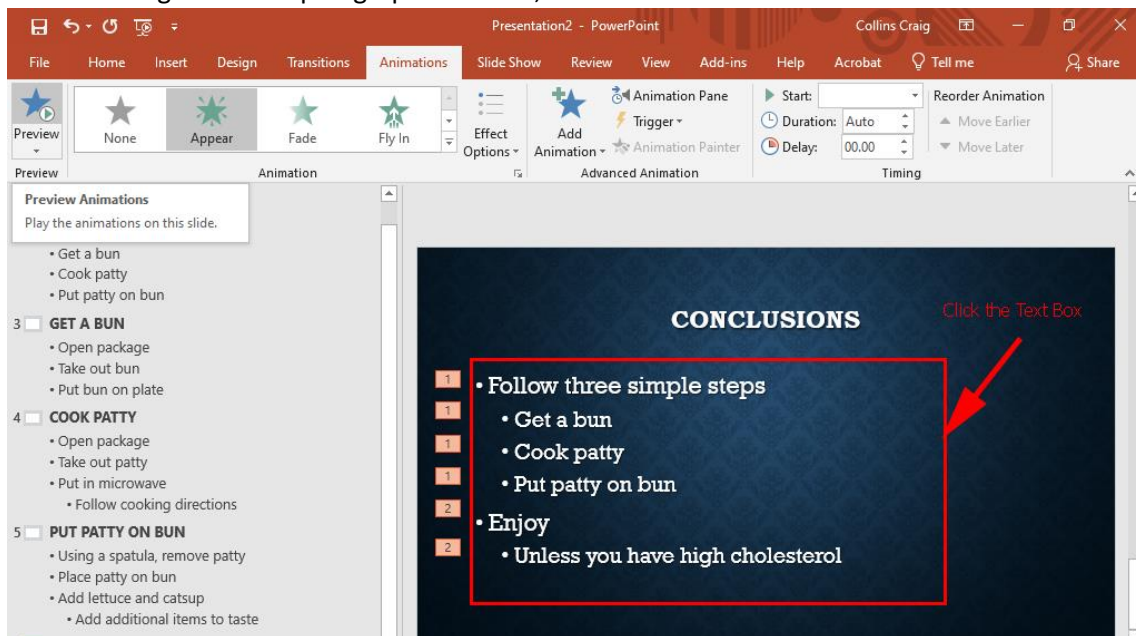 Presentation2 - PowerPoint
Collins Craig
File Home Insert Design Transitions Animations Slide Show Review View Add-ins Help Acrobat Tell me Share
Preview
None
Appear
Fade
Fly In
Effect Options
Add Animation
Animation Pane
Trigger
Animation Painter
Start:
Duration: Auto
Delay: 00.00
Reorder Animation
Move Earlier
Move Later
Preview
Animation
Advanced Animation
Timing
Preview Animations
Play the animations on this slide.
• Get a bun
• Cook patty
• Put patty on bun
3 GET A BUN
• Open package
• Take out bun
• Put bun on plate
4 COOK PATTY
• Open package
• Take out patty
• Put in microwave
• Follow cooking directions
5 PUT PATTY ON BUN
• Using a spatula, remove patty
• Place patty on bun
• Add lettuce and catsup
• Add additional items to taste
CONCLUSIONS
Click the Text Box
1 • Follow three simple steps
1 • Get a bun
1 • Cook patty
1 • Put patty on bun
2 • Enjoy
2 • Unless you have high cholesterol